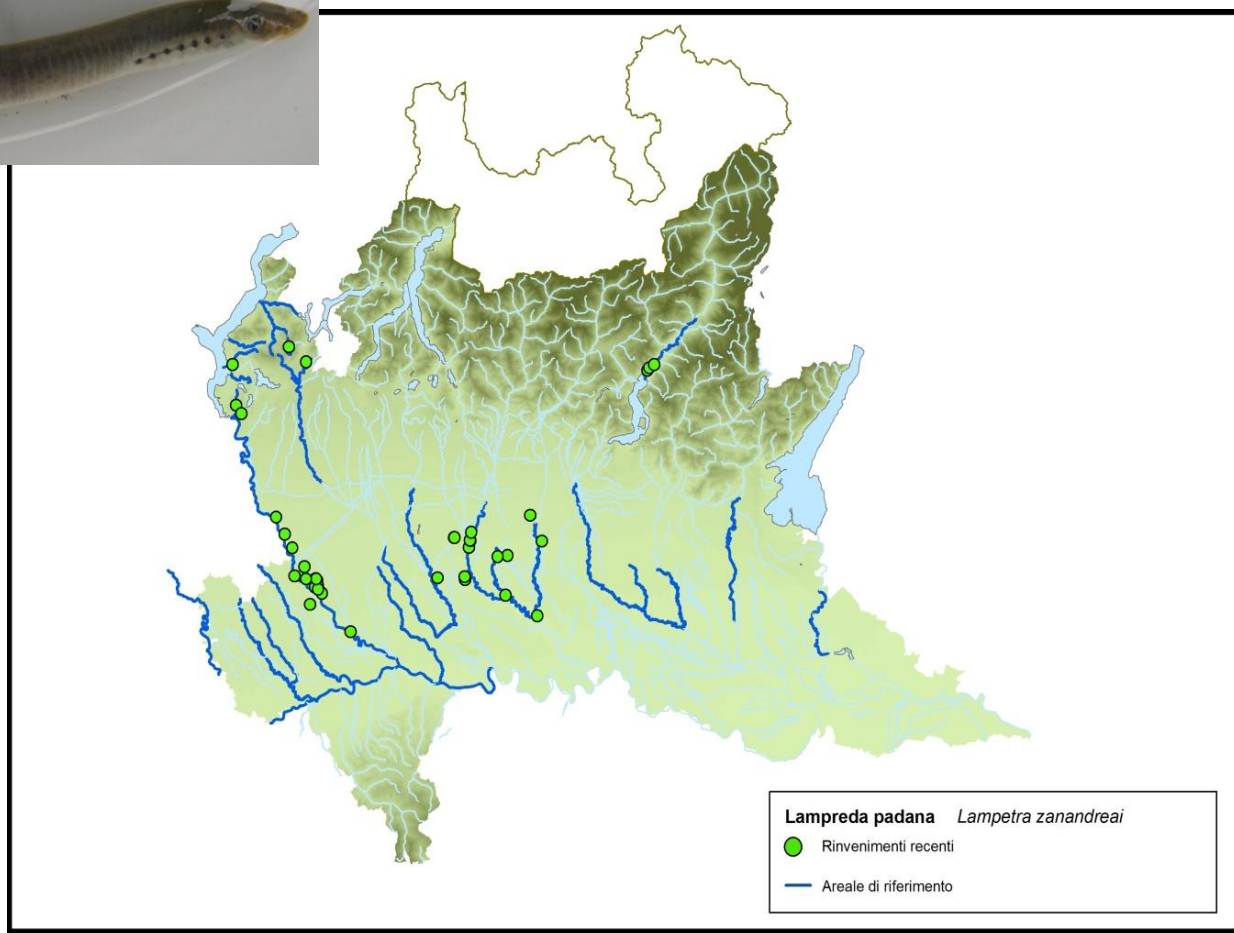 Lampreda padana Lampetra zanandreai
Rinvenimenti recenti
Areale di riferimento